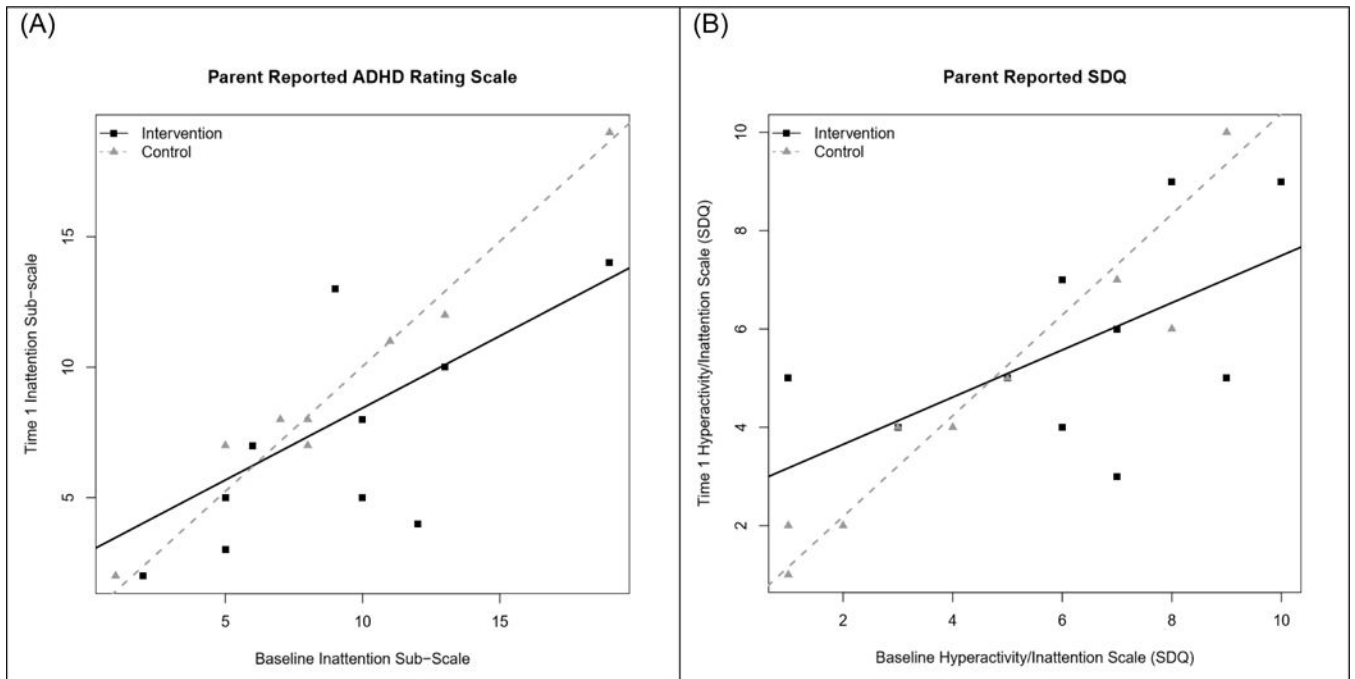 (A)
Parent Reported ADHD Rating Scale
Intervention
Control
15
10
5
Time 1 Inattention Sub−scale
5
10
15
Baseline Inattention Sub−Scale
(B)
Parent Reported SDQ
Intervention
Control
10
8
6
4
2
Time 1 Hyperactivity/Inattention Scale (SDQ)
2
4
6
8
10
Baseline Hyperactivity/Inattention Scale (SDQ)